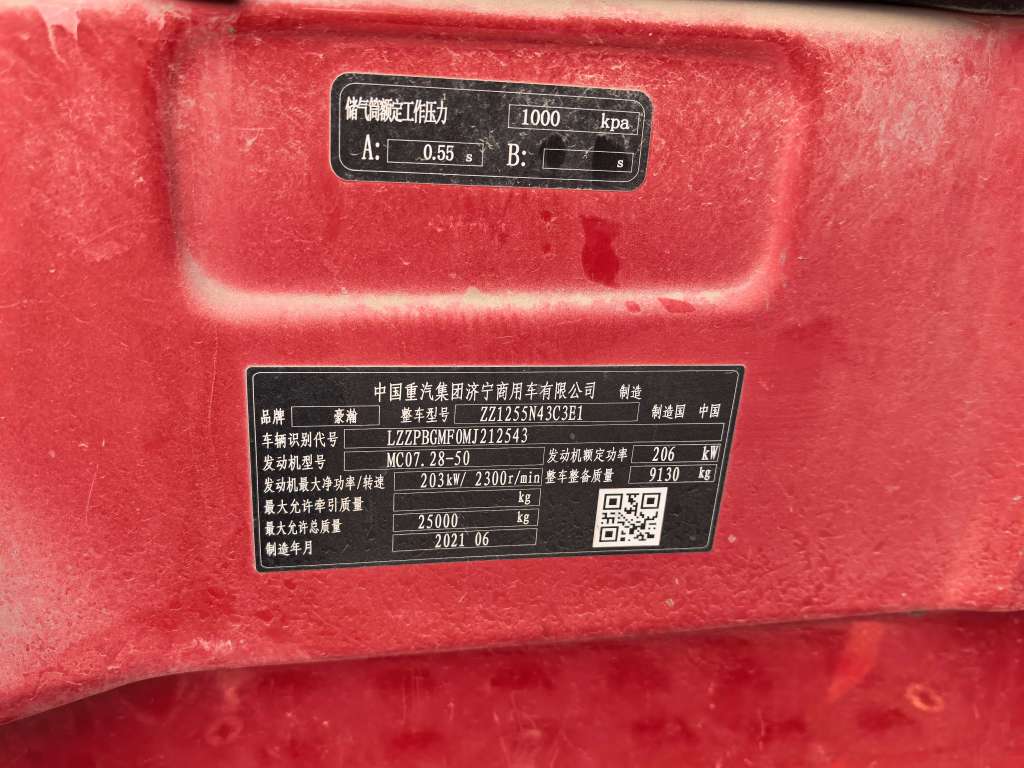 储气筒额定工作压力 1000 kpa
A: 0.55 s B: s
中国重汽集团济宁商用车有限公司 制造
品牌 豪瀚 整车型号 ZZ1255N43C3E1 制造国 中国
车辆识别代号 LZZPBGMF0MJ212543
发动机型号 MC07.28-50 发动机额定功率 206 kW
发动机最大净功率/转速 203kW/ 2300r/min 整车整备质量 9130 kg
最大允许牵引质量 kg
最大允许总质量 25000 kg
制造年月 2021 06